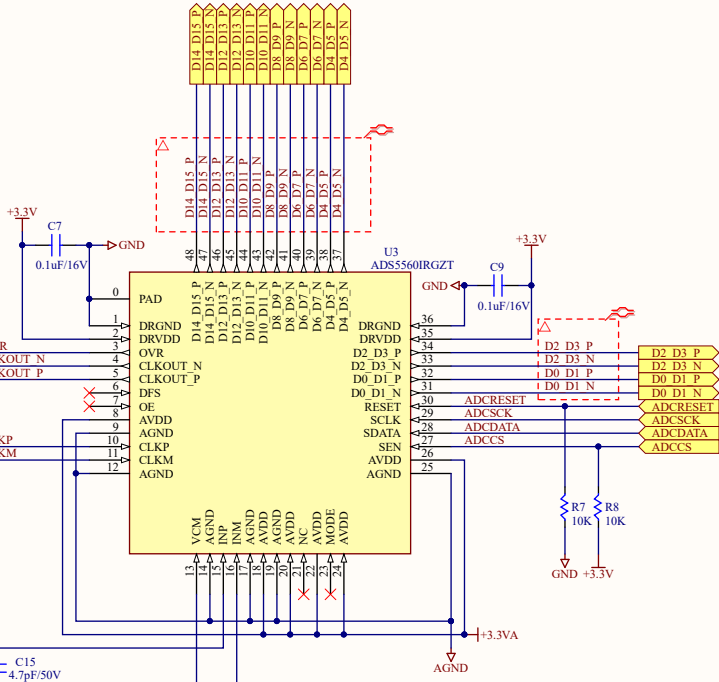 D14_D15_P
D14_D15_N
D12_D13_P
D12_D13_N
D10_D11_P
D10_D11_N
D8_D9_P
D8_D9_N
D6_D7_P
D6_D7_N
D4_D5_P
D4_D5_N
D14_D15_P
D14_D15_N
D12_D13_P
D12_D13_N
D10_D11_P
D10_D11_N
D8_D9_P
D8_D9_N
D6_D7_P
D6_D7_N
D4_D5_P
D4_D5_N
+3.3V
C7
GND
0.1uF/16V
48
47
46
45
44
43
42
41
40
39
38
37
U3
ADS5560IRGZT
+3.3V
C9
GND
0.1uF/16V
D14_D15_P
D14_D15_N
D12_D13_P
D12_D13_N
D10_D11_P
D10_D11_N
D8_D9_P
D8_D9_N
D6_D7_P
D6_D7_N
D4_D5_P
D4_D5_N
0 PAD
1 DRGND
2 DRVDD
R 3 OVR
KOUT_N 4 CLKOUT_N
KOUT_P 5 CLKOUT_P
6 DFS
7 OE
8 AVDD
9 AGND
KP 10 CLKP
KM 11 CLKM
12 AGND
DRGND 36
DRVDD 35
D2_D3_P 34 D2_D3_P D2_D3_P
D2_D3_N 33 D2_D3_N D2_D3_N
D0_D1_P 32 D0_D1_P D0_D1_P
D0_D1_N 31 D0_D1_N D0_D1_N
RESET 30 ADCRESET ADCRESET
SCLK 29 ADCSCK ADCSCK
SDATA 28 ADCDATA ADCDATA
SEN 27 ADCCS ADCCS
AVDD 26
AGND 25
VCM
AGND
INP
INM
AGND
AVDD
AGND
AVDD
NC
AVDD
MODE
AVDD
13
14
15
16
17
18
19
20
21
22
23
24
R7
10K
R8
10K
GND
+3.3V
+3.3VA
AGND
C15
4.7pF/50V